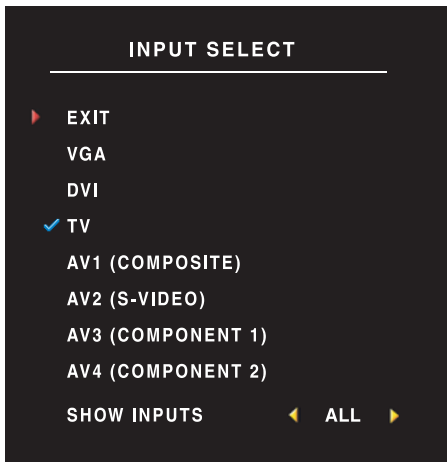 INPUT SELECT
EXIT
VGA
DVI
TV
AV1 (COMPOSITE)
AV2 (S-VIDEO)
AV3 (COMPONENT 1)
AV4 (COMPONENT 2)
SHOW INPUTS ALL